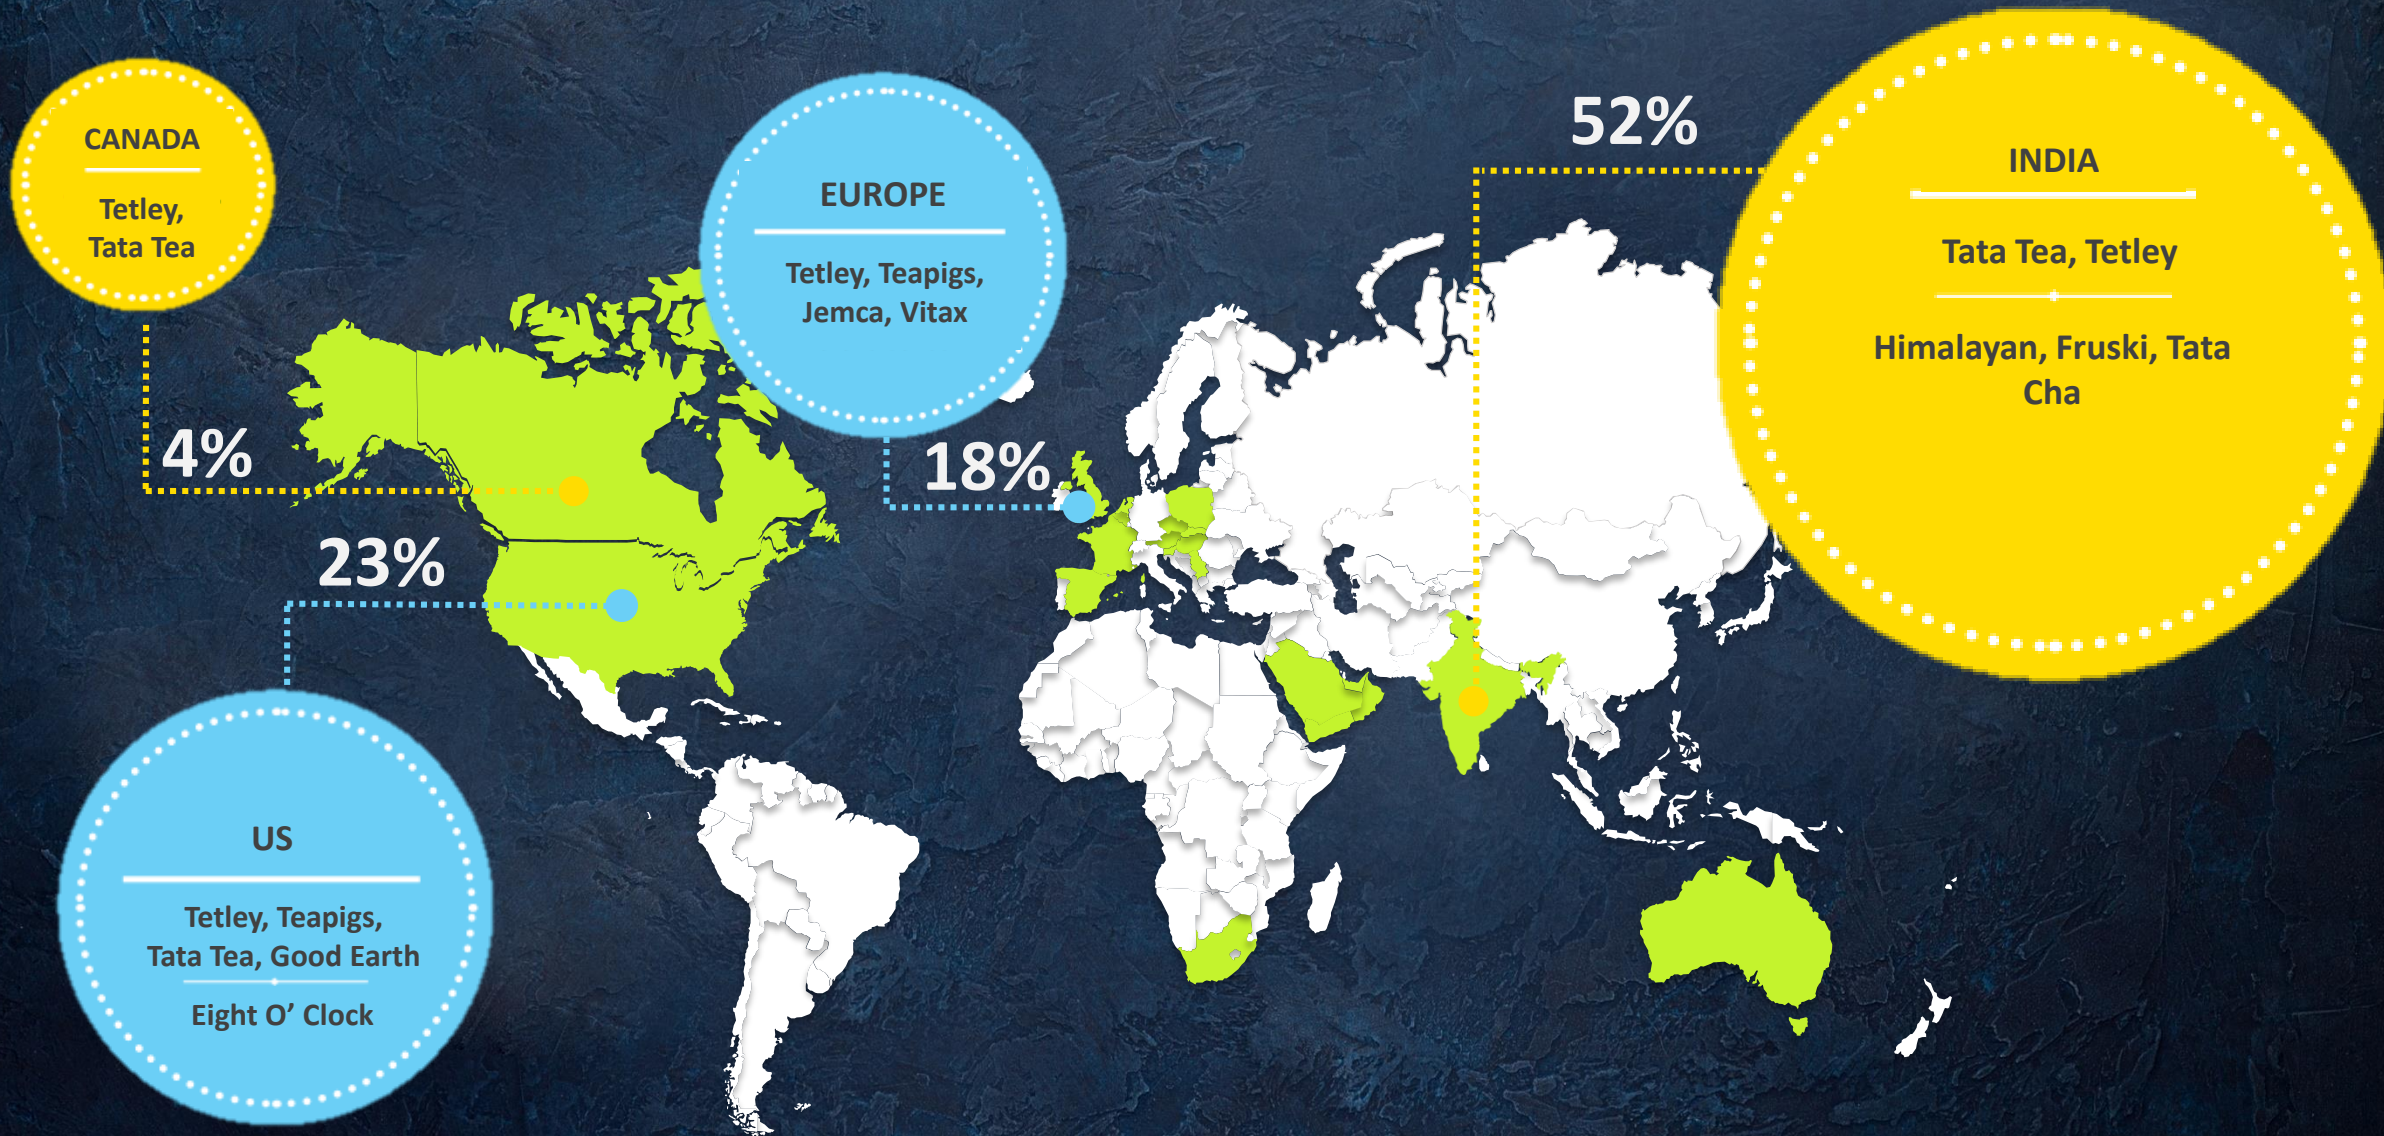 CANADA
Tetley,
Tata Tea
4%
23%
US
Tetley, Teapigs,
Tata Tea, Good Earth
Eight O’ Clock
EUROPE
Tetley, Teapigs,
Jemca, Vitax
18%
52%
INDIA
Tata Tea, Tetley
Himalayan, Fruski, Tata
Cha